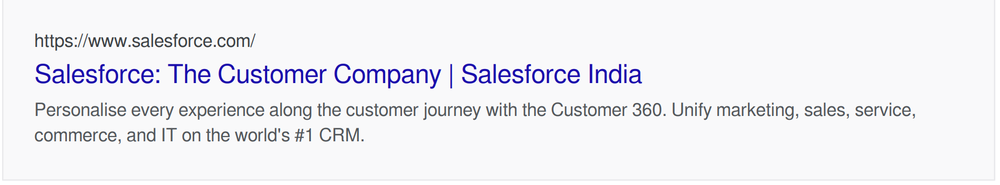 https://www.salesforce.com/
Salesforce: The Customer Company | Salesforce India
Personalise every experience along the customer journey with the Customer 360. Unify marketing, sales, service,
commerce, and IT on the world's #1 CRM.